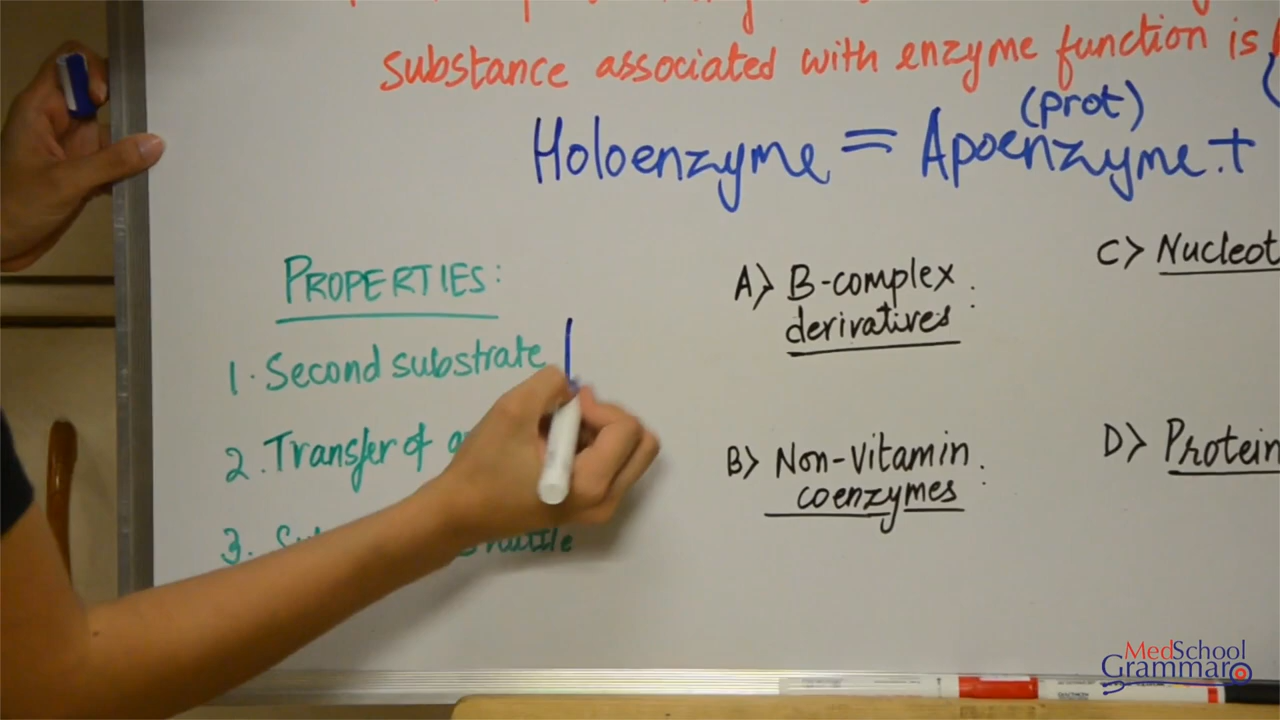 substance associated with enzyme function is
(prot)
Holoenzyme = Apoenzyme +
PROPERTIES:
1. Second substrate
2. Transfer of
3.
A> B-complex
derivatives :
B> Non-Vitamin
coenzymes :
C> Nucleot
D> Protein
MedSchool
Grammar